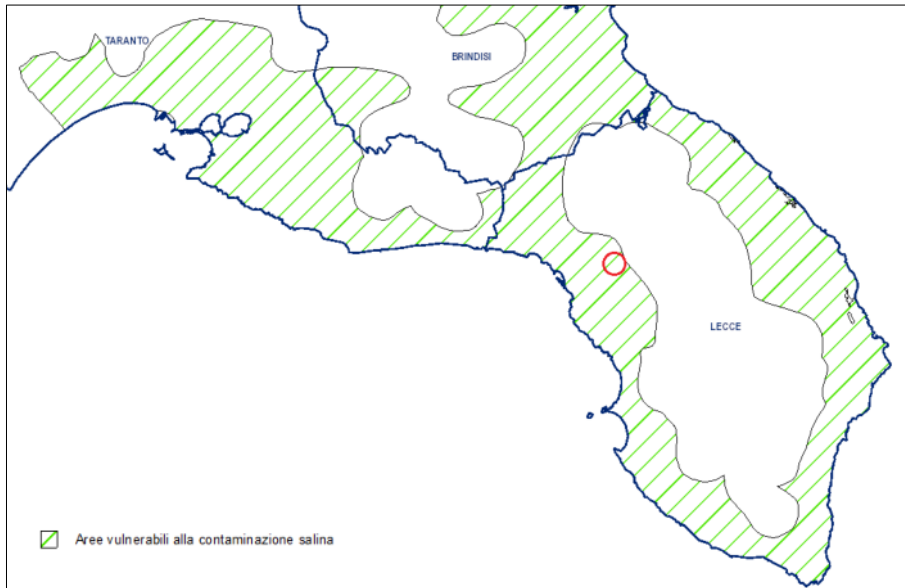 TARANTO
BRINDISI
LECCE
Aree vulnerabili alla contaminazione salina